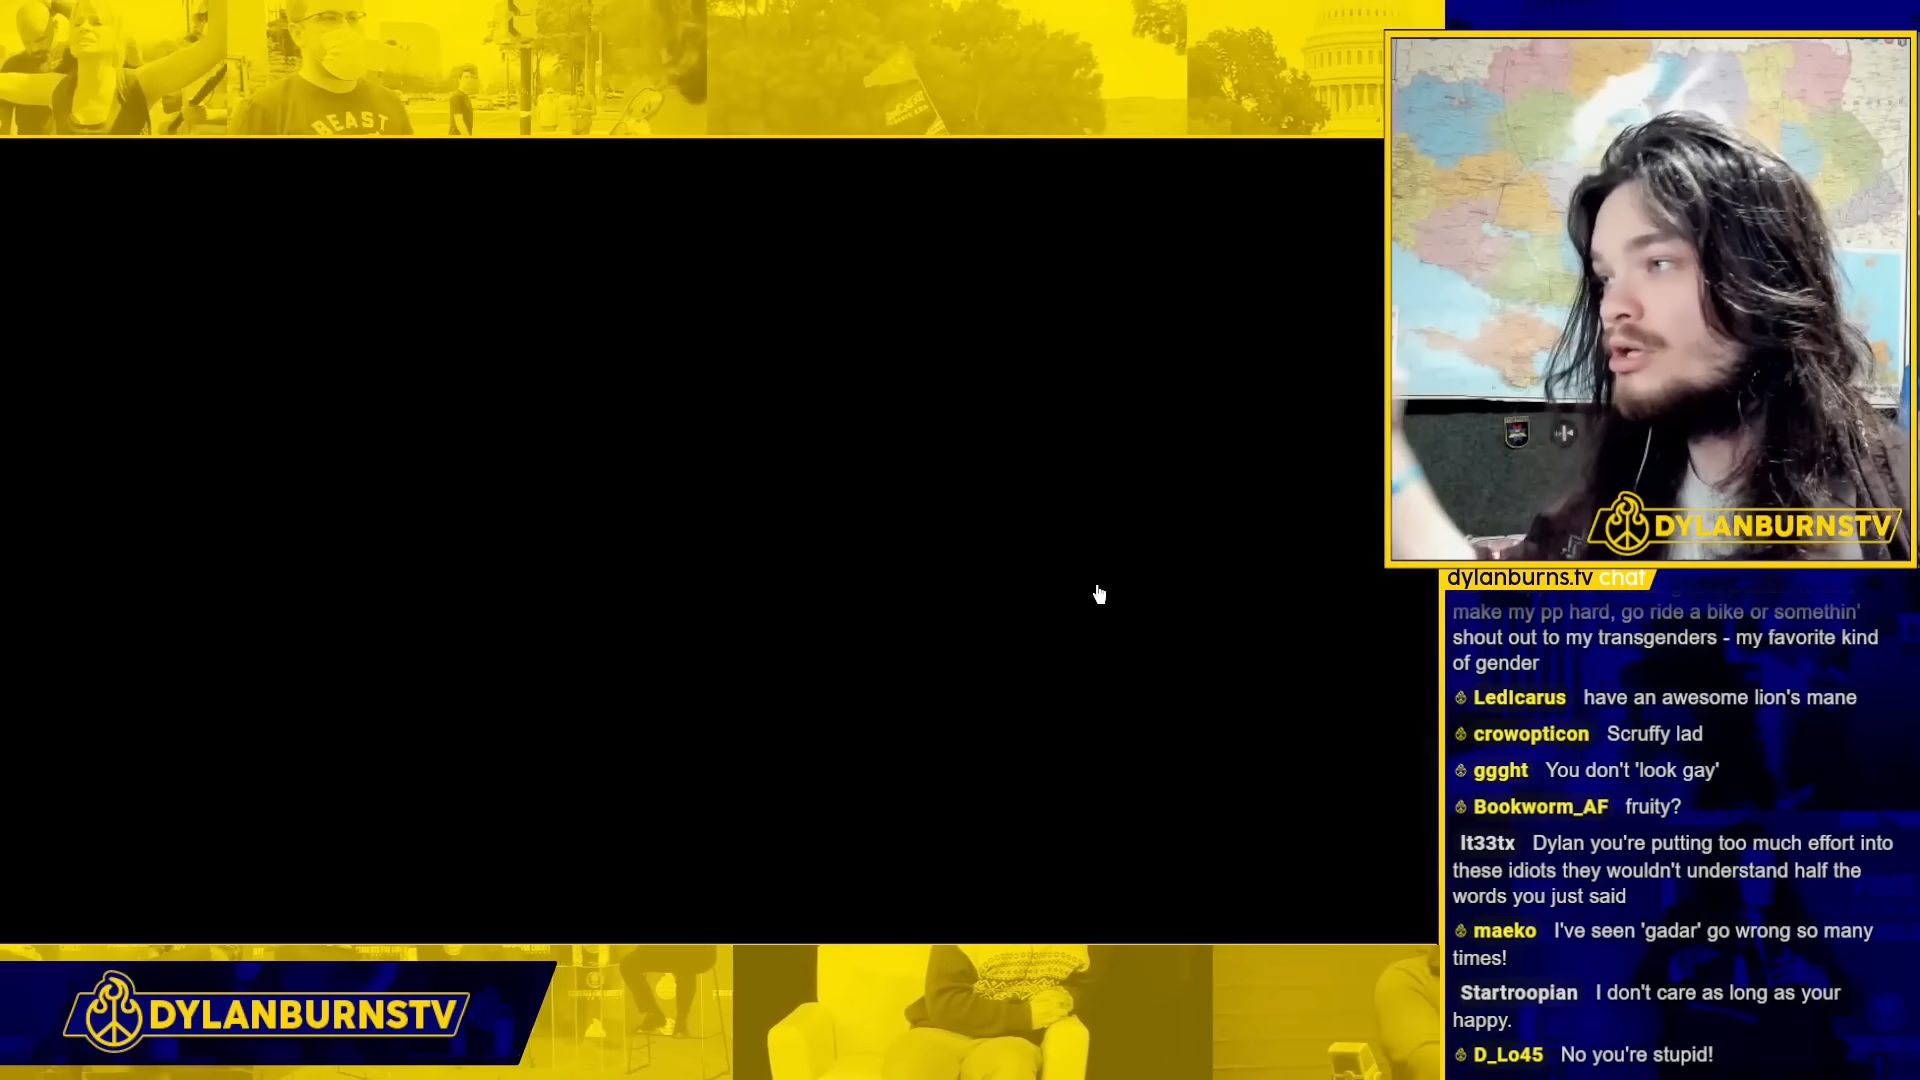 BEAST
DYLANBURNSTV
dylanburns.tv chat
make my pp hard, go ride a bike or somethin'
shout out to my transgenders - my favorite kind
of gender
LedIcarus have an awesome lion's mane
crowopticon Scruffy lad
ggght You don't 'look gay'
Bookworm_AF fruity?
lt33tx Dylan you're putting too much effort into
these idiots they wouldn't understand half the
words you just said
maeko I've seen 'gadar' go wrong so many
times!
Startroopian I don't care as long as your
happy.
D_Lo45 No you're stupid!
DYLANBURNSTV